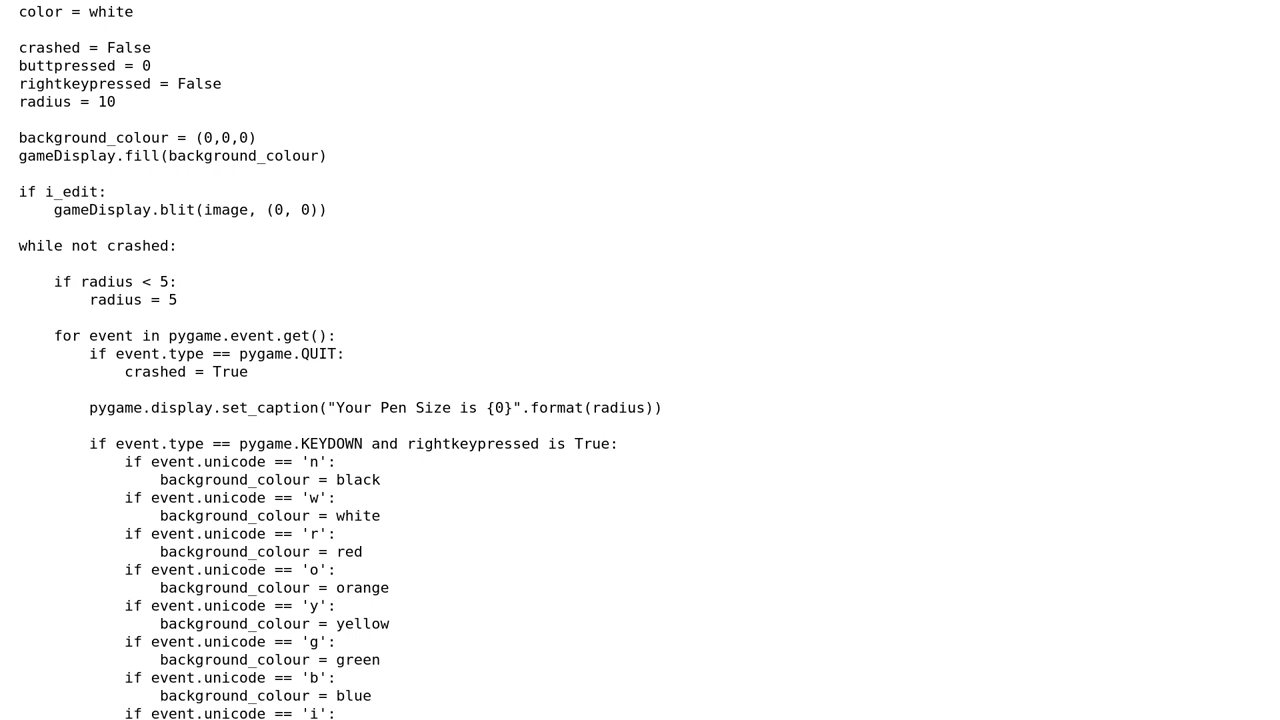 color = white

crashed = False
buttpressed = 0
rightkeypressed = False
radius = 10

background_colour = (0,0,0)
gameDisplay.fill(background_colour)

if i_edit:
    gameDisplay.blit(image, (0, 0))

while not crashed:

    if radius < 5:
        radius = 5

    for event in pygame.event.get():
        if event.type == pygame.QUIT:
            crashed = True

        pygame.display.set_caption("Your Pen Size is {0}".format(radius))

        if event.type == pygame.KEYDOWN and rightkeypressed is True:
            if event.unicode == 'n':
                background_colour = black
            if event.unicode == 'w':
                background_colour = white
            if event.unicode == 'r':
                background_colour = red
            if event.unicode == 'o':
                background_colour = orange
            if event.unicode == 'y':
                background_colour = yellow
            if event.unicode == 'g':
                background_colour = green
            if event.unicode == 'b':
                background_colour = blue
            if event.unicode == 'i':